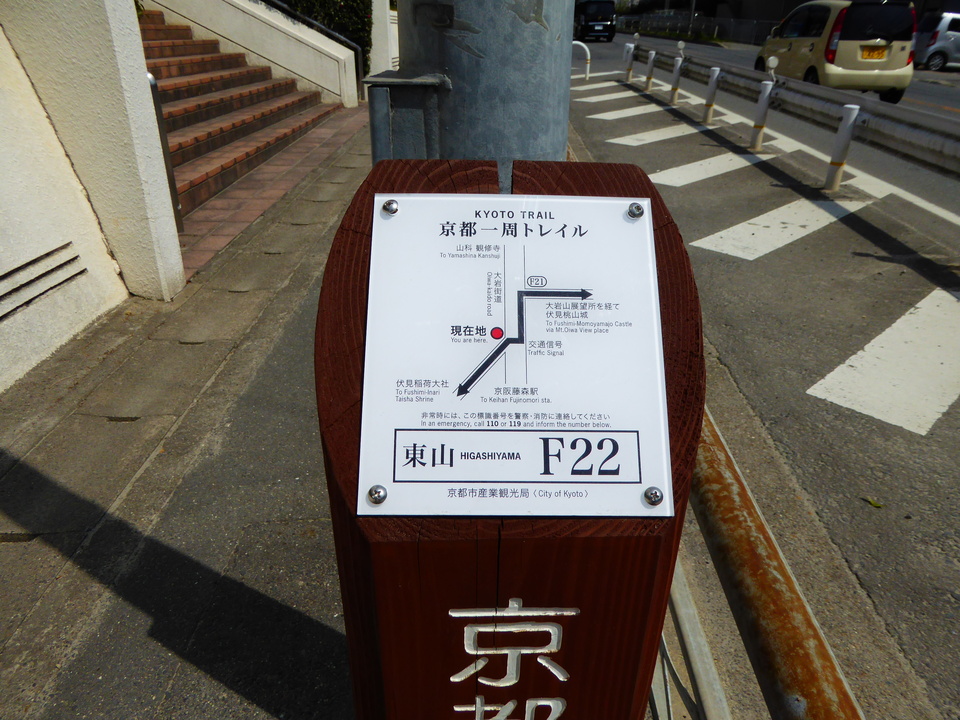 KYOTO TRAIL
京都一周トレイル
山科 観修寺
To Yamashina Kanshuji
大岩街道
Oiwa kaido road
F21
大岩山展望所を経て
伏見桃山城
To Fushimi-Momoyamajo Castle
via Mt.Oiwa View place
現在地
You are here.
交通信号
Traffic Signal
伏見稲荷大社
To Fushimi-Inari
Taisha Shrine
京阪藤森駅
To Keihan Fujinomori sta.
非常時には、この標識番号を警察・消防に連絡してください
In an emergency, call 110 or 119 and inform the number below.
東山 HIGASHIYAMA F22
京都市産業観光局（City of Kyoto）
京都